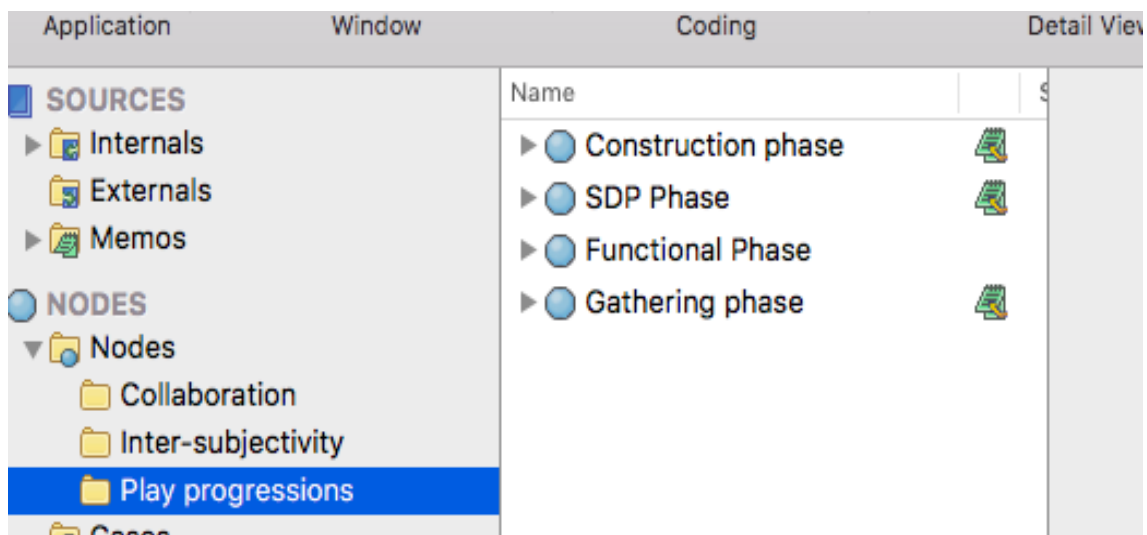 Application Window Coding Detail View
SOURCES
Internals
Externals
Memos
NODES
Nodes
Collaboration
Inter-subjectivity
Play progressions
Cases
Name
Construction phase
SDP Phase
Functional Phase
Gathering phase